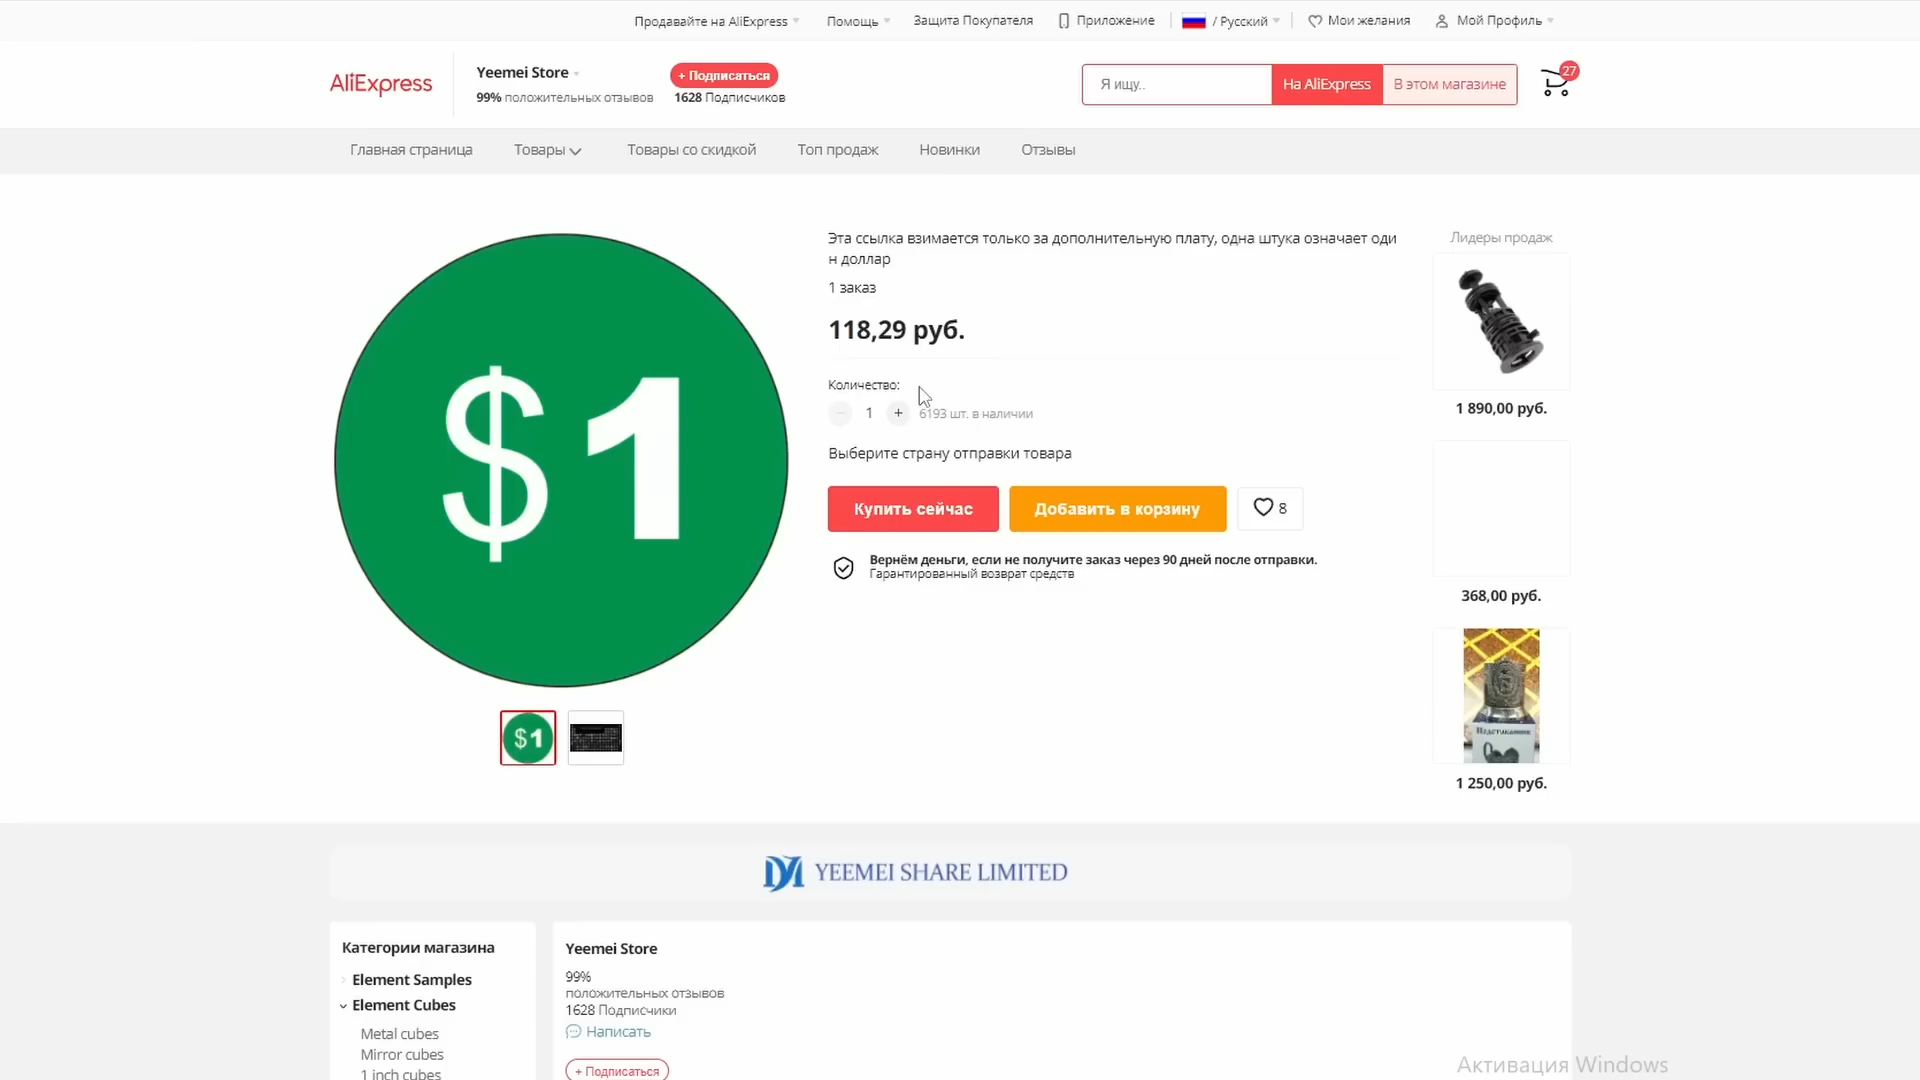 Продавайте на AliExpress
Помощь
Защита Покупателя
Приложение
/ Русский
Мои желания
Мой Профиль
AliExpress
Yeemei Store
99% положительных отзывов
+ Подписаться
1628 Подписчиков
Я ищу..
На AliExpress
В этом магазине
27
Главная страница
Товары
Товары со скидкой
Топ продаж
Новинки
Отзывы
$1
Эта ссылка взимается только за дополнительную плату, одна штука означает оди
н доллар
1 заказ
118,29 руб.
Количество:
1
+
6193 шт. в наличии
Выберите страну отправки товара
Купить сейчас
Добавить в корзину
8
Вернём деньги, если не получите заказ через 90 дней после отправки.
Гарантированный возврат средств
$1
Лидеры продаж
1 890,00 руб.
368,00 руб.
Подстаканник
1 250,00 руб.
YEEMEI SHARE LIMITED
Категории магазина
Element Samples
Element Cubes
Metal cubes
Mirror cubes
1 inch cubes
Yeemei Store
99%
положительных отзывов
1628 Подписчики
Написать
+ Подписаться
Активация Windows